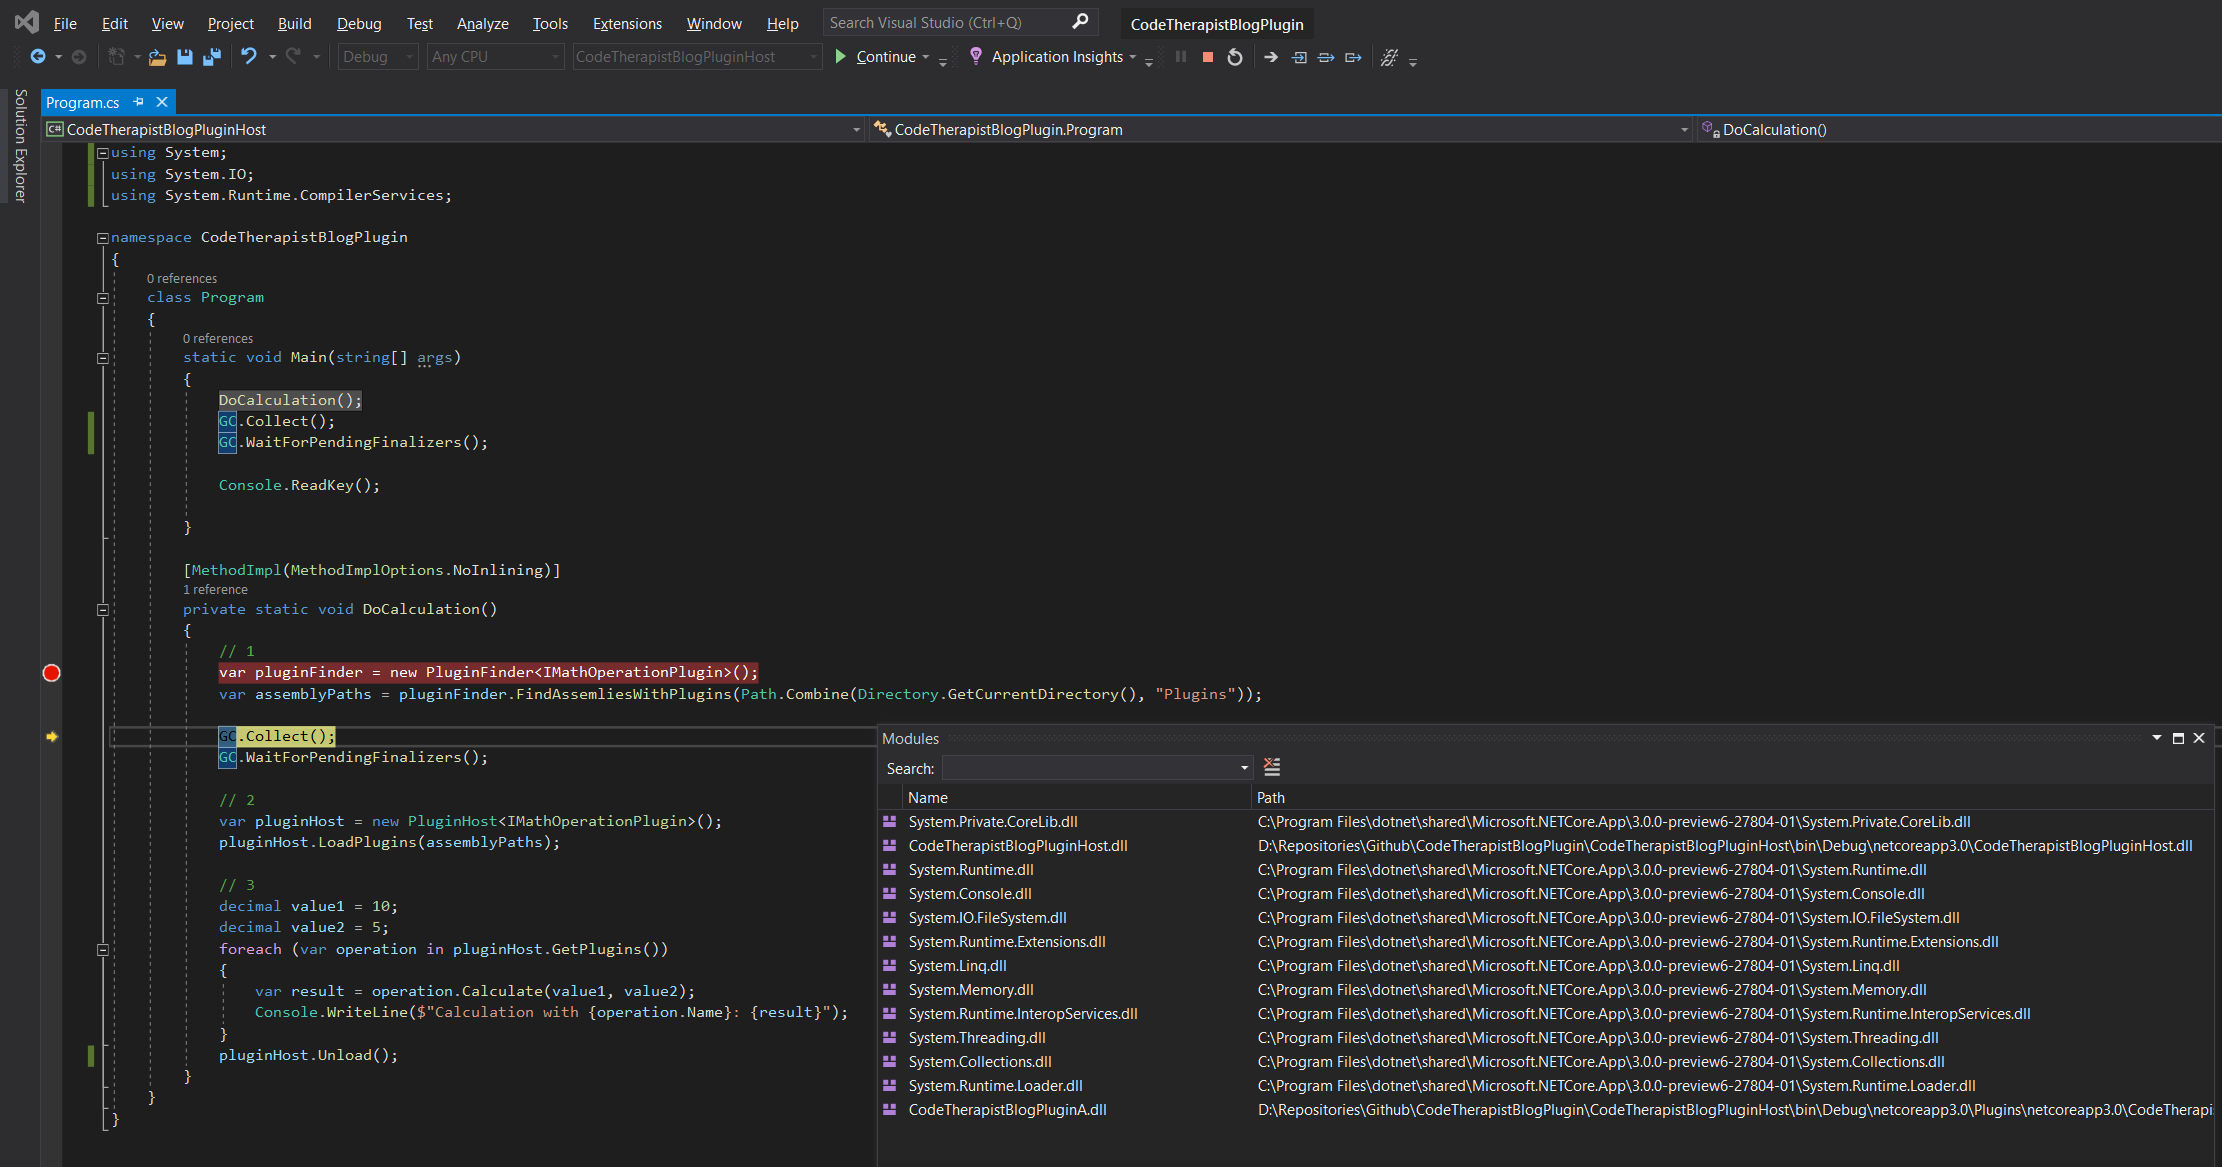 File Edit View Project Build Debug Test Analyze Tools Extensions Window Help Search Visual Studio (Ctrl+Q) CodeTherapistBlogPlugin
Debug Any CPU CodeTherapistBlogPluginHost Continue Application Insights
Solution Explorer
Program.cs
C# CodeTherapistBlogPluginHost CodeTherapistBlogPlugin.Program DoCalculation()
using System;
using System.IO;
using System.Runtime.CompilerServices;
namespace CodeTherapistBlogPlugin
{
0 references
class Program
{
0 references
static void Main(string[] args)
{
DoCalculation();
GC.Collect();
GC.WaitForPendingFinalizers();
Console.ReadKey();
}
[MethodImpl(MethodImplOptions.NoInlining)]
1 reference
private static void DoCalculation()
{
// 1
var pluginFinder = new PluginFinder<IMathOperationPlugin>();
var assemblyPaths = pluginFinder.FindAssemliesWithPlugins(Path.Combine(Directory.GetCurrentDirectory(), "Plugins"));
GC.Collect();
GC.WaitForPendingFinalizers();
// 2
var pluginHost = new PluginHost<IMathOperationPlugin>();
pluginHost.LoadPlugins(assemblyPaths);
// 3
decimal value1 = 10;
decimal value2 = 5;
foreach (var operation in pluginHost.GetPlugins())
{
var result = operation.Calculate(value1, value2);
Console.WriteLine($"Calculation with {operation.Name}: {result}");
}
pluginHost.Unload();
}
}
}
Modules
Search:
Name Path
System.Private.CoreLib.dll C:\Program Files\dotnet\shared\Microsoft.NETCore.App\3.0.0-preview6-27804-01\System.Private.CoreLib.dll
CodeTherapistBlogPluginHost.dll D:\Repositories\Github\CodeTherapistBlogPlugin\CodeTherapistBlogPluginHost\bin\Debug\netcoreapp3.0\CodeTherapistBlogPluginHost.dll
System.Runtime.dll C:\Program Files\dotnet\shared\Microsoft.NETCore.App\3.0.0-preview6-27804-01\System.Runtime.dll
System.Console.dll C:\Program Files\dotnet\shared\Microsoft.NETCore.App\3.0.0-preview6-27804-01\System.Console.dll
System.IO.FileSystem.dll C:\Program Files\dotnet\shared\Microsoft.NETCore.App\3.0.0-preview6-27804-01\System.IO.FileSystem.dll
System.Runtime.Extensions.dll C:\Program Files\dotnet\shared\Microsoft.NETCore.App\3.0.0-preview6-27804-01\System.Runtime.Extensions.dll
System.Linq.dll C:\Program Files\dotnet\shared\Microsoft.NETCore.App\3.0.0-preview6-27804-01\System.Linq.dll
System.Memory.dll C:\Program Files\dotnet\shared\Microsoft.NETCore.App\3.0.0-preview6-27804-01\System.Memory.dll
System.Runtime.InteropServices.dll C:\Program Files\dotnet\shared\Microsoft.NETCore.App\3.0.0-preview6-27804-01\System.Runtime.InteropServices.dll
System.Threading.dll C:\Program Files\dotnet\shared\Microsoft.NETCore.App\3.0.0-preview6-27804-01\System.Threading.dll
System.Collections.dll C:\Program Files\dotnet\shared\Microsoft.NETCore.App\3.0.0-preview6-27804-01\System.Collections.dll
System.Runtime.Loader.dll C:\Program Files\dotnet\shared\Microsoft.NETCore.App\3.0.0-preview6-27804-01\System.Runtime.Loader.dll
CodeTherapistBlogPluginA.dll D:\Repositories\Github\CodeTherapistBlogPlugin\CodeTherapistBlogPluginHost\bin\Debug\netcoreapp3.0\Plugins\netcoreapp3.0\CodeTherapi